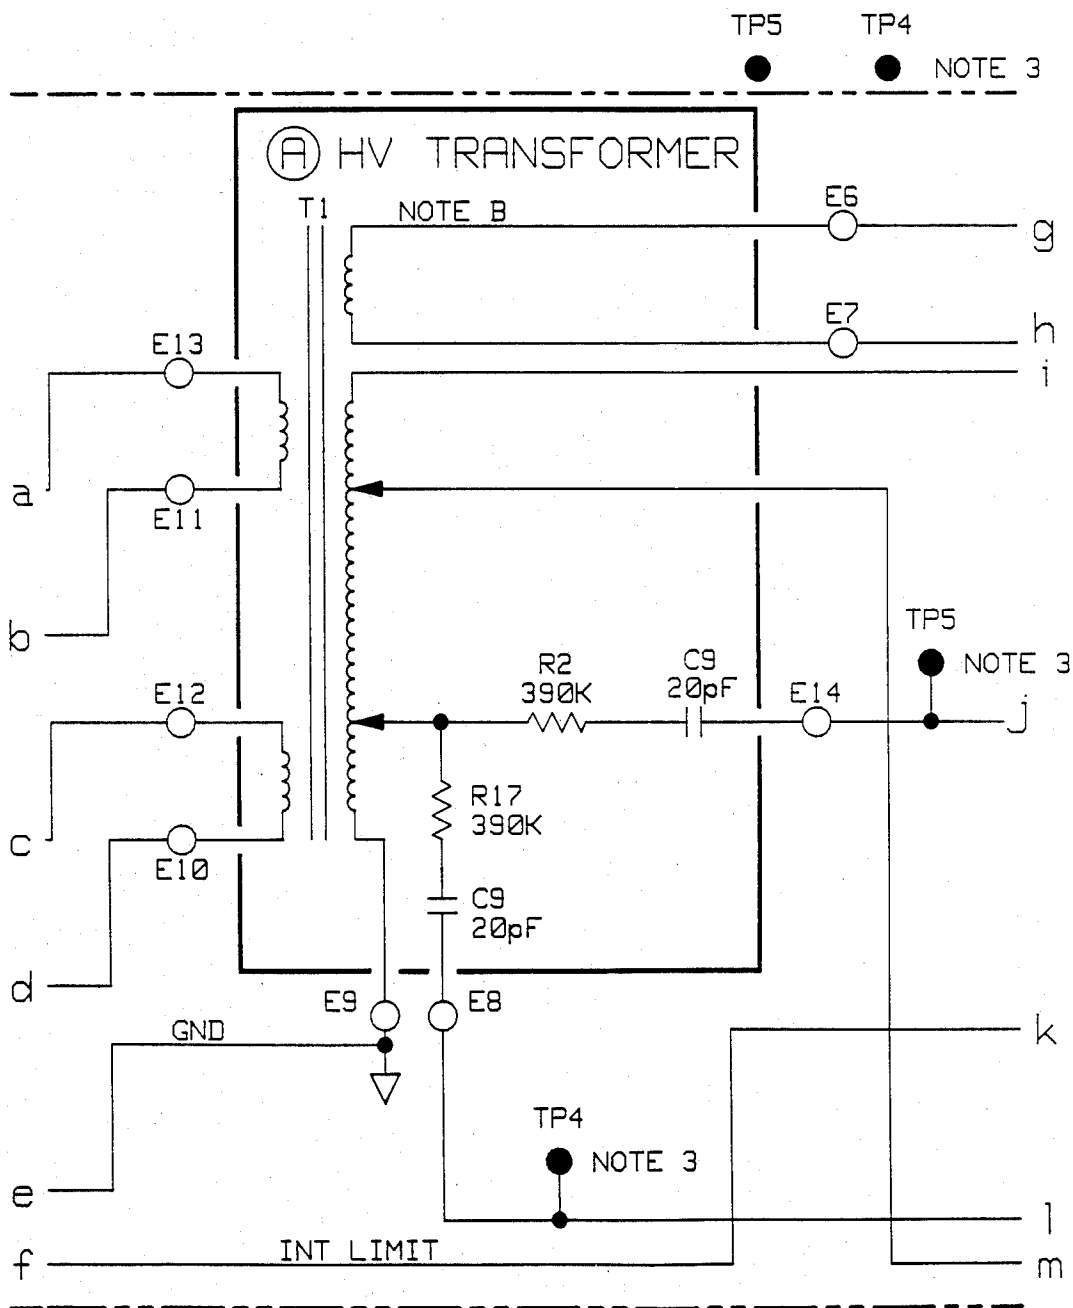 TP5 TP4
NOTE 3
A HV TRANSFORMER
T1
NOTE B
E6
g
E7
h
i
E13
a
E11
b
TP5
NOTE 3
R2
390K
C9
20pF
E14
j
E12
R17
390K
c
E10
C9
20pF
d
E9
E8
GND
k
TP4
NOTE 3
e
l
f
INT LIMIT
m